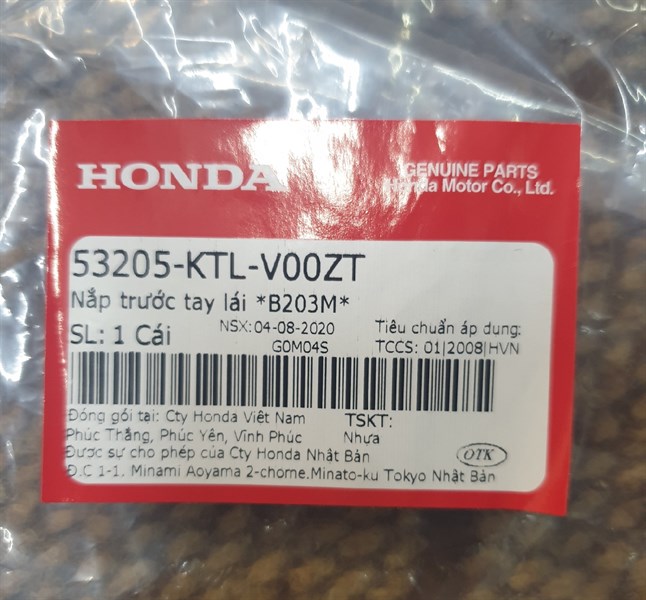 HONDA
GENUINE PARTS
Honda Motor Co., Ltd.
53205-KTL-V00ZT
Nắp trước tay lái *B203M*
SL: 1 Cái
NSX: 04-08-2020
G0M04S
Tiêu chuẩn áp dụng:
TCCS: 01|2008|HVN
Đóng gói tại: Cty Honda Việt Nam
Phúc Thắng, Phúc Yên, Vĩnh Phúc
TSKT:
Nhựa
Được sự cho phép của Cty Honda Nhật Bản
Đ.C 1-1. Minami Aoyama 2-chome.Minato-ku Tokyo Nhật Bản
OTK